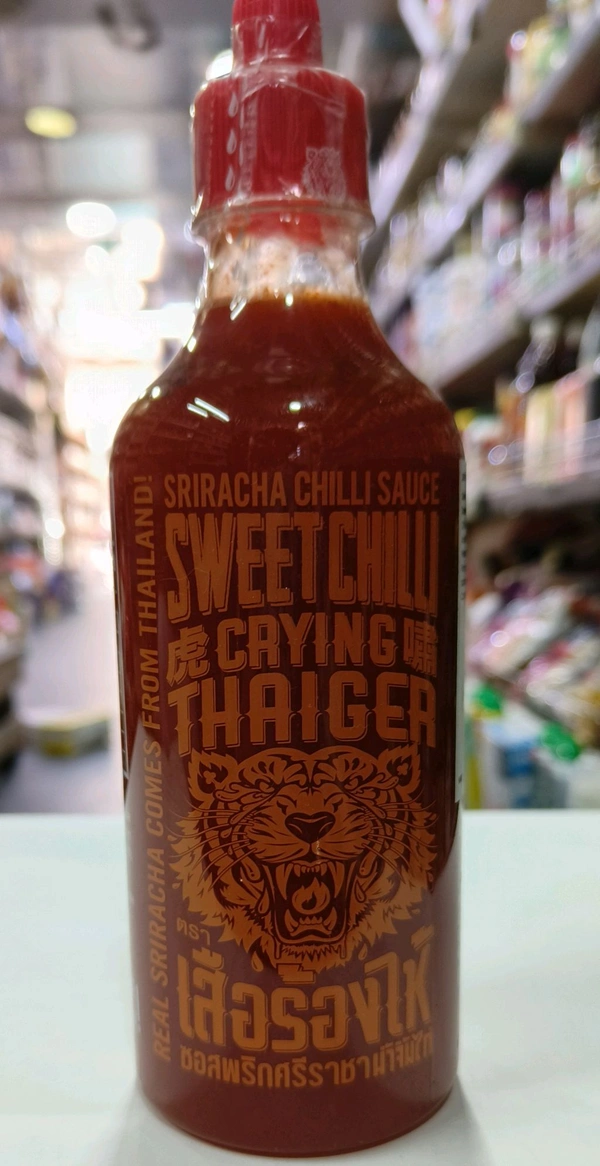 SRIRACHA CHILLI SAUCE
SWEET CHILLI
虎 CRYING 嘯
THAIGER
ตรา
เสือร้องไห้
ซอสพริกศรีราชาน้ำจิ้มไก่
REAL SRIRACHA COMES FROM THAILAND!